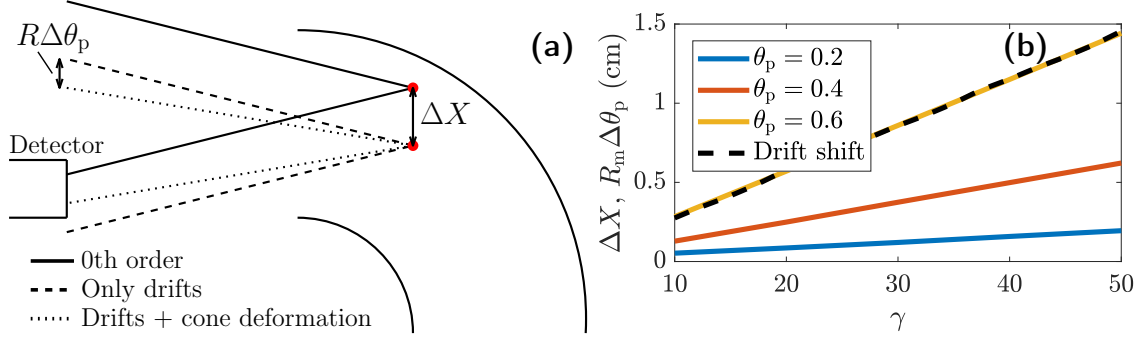 (a)
RΔθp
ΔX
Detector
0th order
Only drifts
Drifts + cone deformation
(b)
θp = 0.2
θp = 0.4
θp = 0.6
Drift shift
ΔX, RmΔθp (cm)
1.5
1
0.5
0
10 20 30 40 50
γ